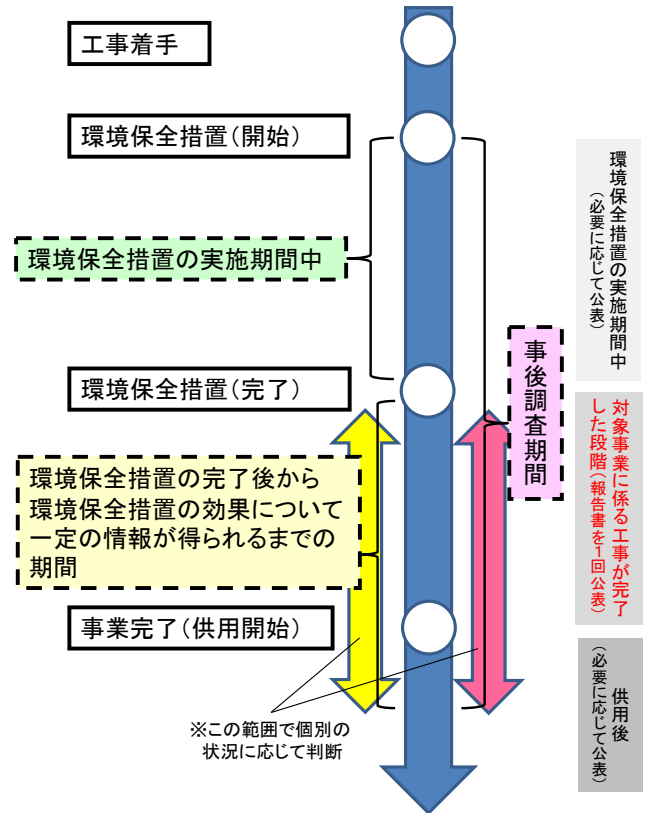 工事着手
環境保全措置（開始）
環境保全措置の実施期間中
環境保全措置（完了）
環境保全措置の完了後から
環境保全措置の効果について
一定の情報が得られるまでの
期間
事業完了（供用開始）
※この範囲で個別の
状況に応じて判断
事後調査期間
環境保全措置の実施期間中
（必要に応じて公表）
対象事業に係る工事が完了
した段階（報告書を1回公表）
供用後
（必要に応じて公表）